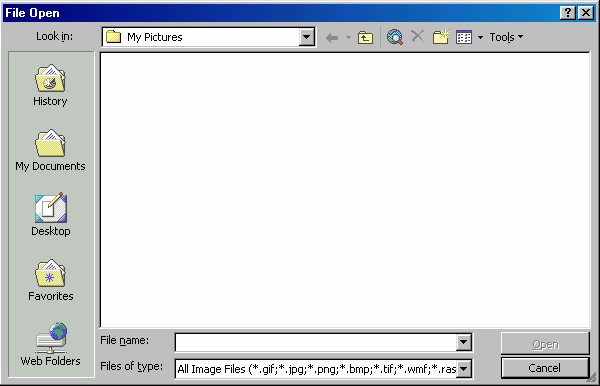 File Open
Look in: My Pictures Tools
History
My Documents
Desktop
Favorites
Web Folders
File name: Open
Files of type: All Image Files (*.gif;*.jpg;*.png;*.bmp;*.tif;*.wmf;*.ras Cancel